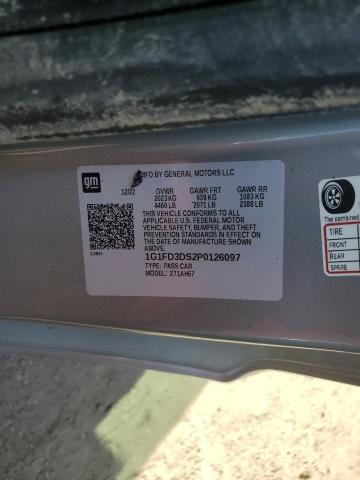 gm
MFD BY GENERAL MOTORS LLC
12/22 GVWR GAWR FRT GAWR RR
2023 KG 939 KG 1083 KG
4460 LB 2071 LB 2388 LB
THIS VEHICLE CONFORMS TO ALL
APPLICABLE U.S. FEDERAL MOTOR
VEHICLE SAFETY, BUMPER, AND THEFT
PREVENTION STANDARDS IN EFFECT ON
THE DATE OF MANUFACTURE SHOWN ABOVE.
1G1FD3DS2P0126097
TYPE: PASS CAR
MODEL: 271AH67
The combined
TIRE
FRONT
REAR
SPARE